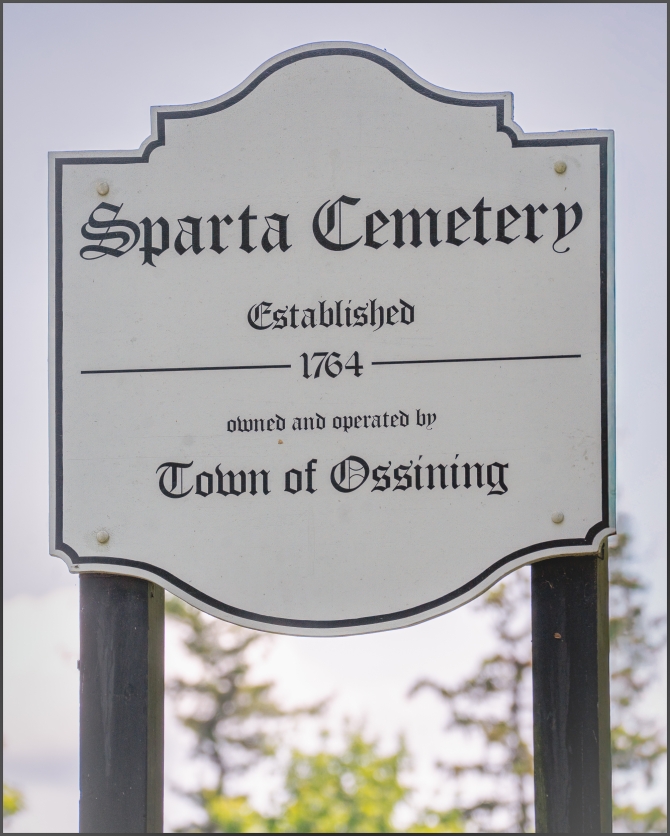 Sparta Cemetery
Established
1764
owned and operated by
Town of Ossining